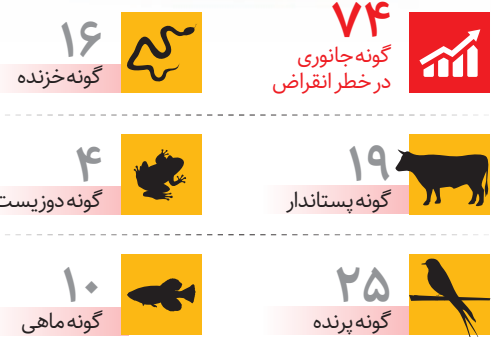 ۷۴
گونه جانوری
در خطر انقراض
۱۶
گونه خزنده
۱۹
گونه پستاندار
۴
گونه دوزیست
۲۵
گونه پرنده
۱۰
گونه ماهی